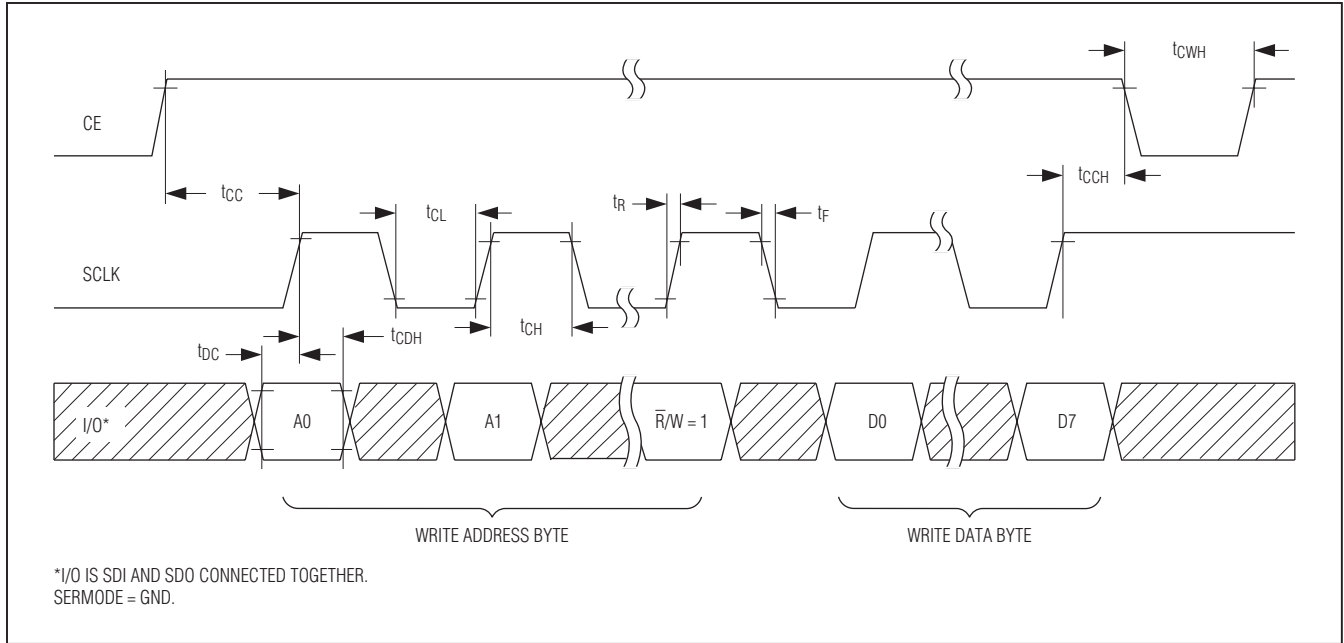 tCWH
CE
tCC
tCCH
tCL
tR
tF
SCLK
tCH
tCDH
tDC
I/O*
A0
A1
R̅/W = 1
D0
D7
WRITE ADDRESS BYTE
WRITE DATA BYTE
*I/O IS SDI AND SDO CONNECTED TOGETHER.
SERMODE = GND.